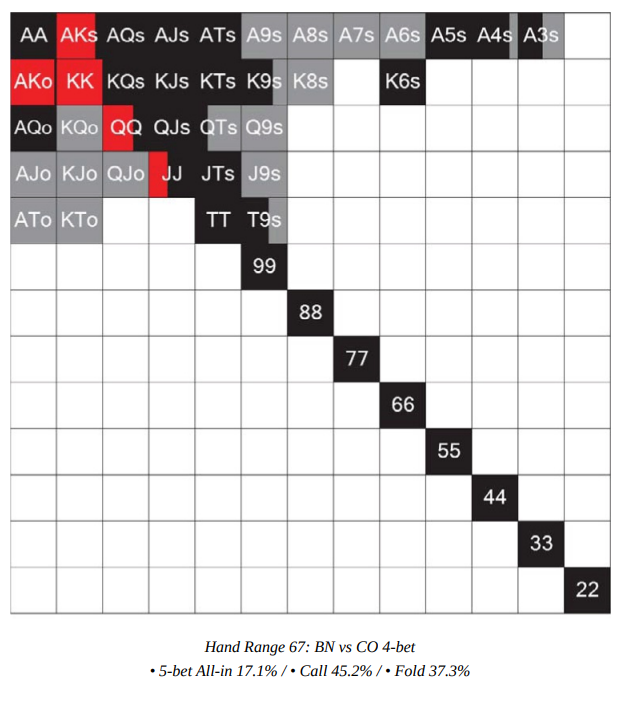 AA AKs AQs AJs ATs A9s A8s A7s A6s A5s A4s A3s
AKo KK KQs KJs KTs K9s K8s K6s
AQo KQo QQ QJs QTs Q9s
AJo KJo QJo JJ JTs J9s
ATo KTo TT T9s
99
88
77
66
55
44
33
22
Hand Range 67: BN vs CO 4-bet
• 5-bet All-in 17.1% / • Call 45.2% / • Fold 37.3%